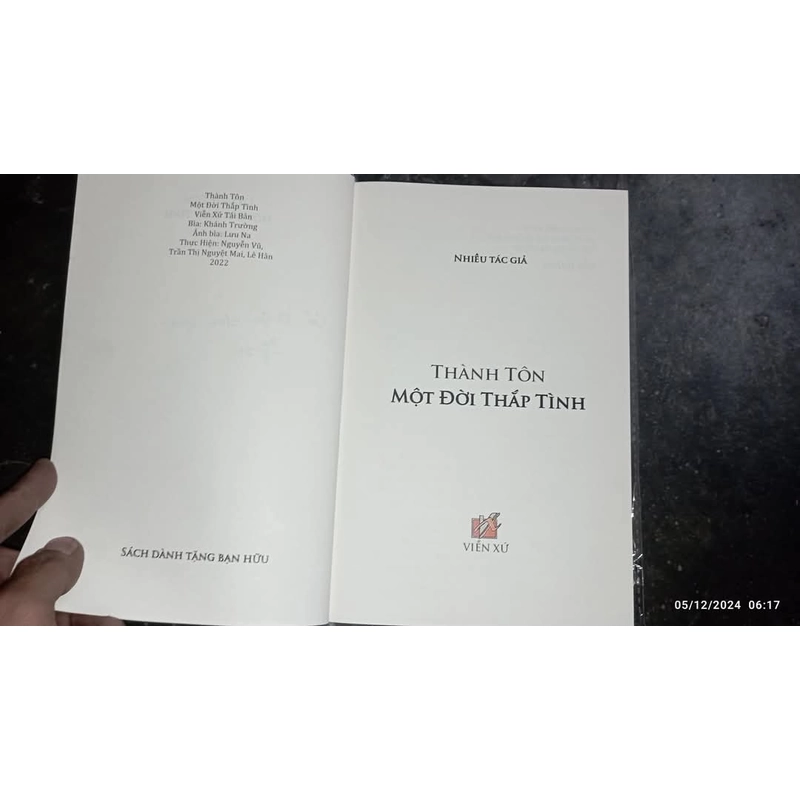 Thành Tôn
Một Đời Thắp Tình
Viễn Xứ Tái Bản
Bìa: Khánh Trường
Ảnh bìa: Lưu Na
Thực Hiện: Nguyễn Vũ,
Trần Thị Nguyệt Mai, Lê Hân
2022
SÁCH DÀNH TẶNG BẠN HỮU
NHIỀU TÁC GIẢ
THÀNH TÔN
MỘT ĐỜI THẮP TÌNH
VIỄN XỨ
05/12/2024 06:17